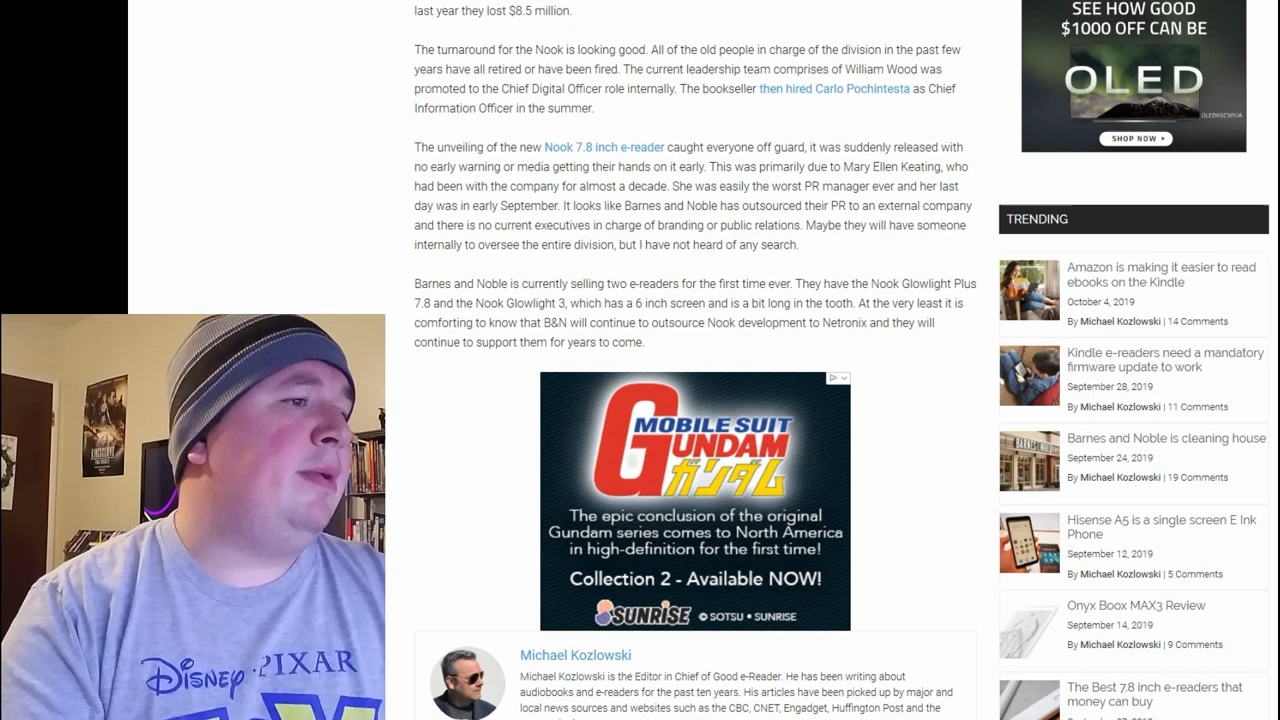 last year they lost $8.5 million.
The turnaround for the Nook is looking good. All of the old people in charge of the division in the past few
years have all retired or have been fired. The current leadership team comprises of William Wood was
promoted to the Chief Digital Officer role internally. The bookseller then hired Carlo Pochintesta as Chief
Information Officer in the summer.
The unveiling of the new Nook 7.8 inch e-reader caught everyone off guard, it was suddenly released with
no early warning or media getting their hands on it early. This was primarily due to Mary Ellen Keating, who
had been with the company for almost a decade. She was easily the worst PR manager ever and her last
day was in early September. It looks like Barnes and Noble has outsourced their PR to an external company
and there is no current executives in charge of branding or public relations. Maybe they will have someone
internally to oversee the entire division, but I have not heard of any search.
Barnes and Noble is currently selling two e-readers for the first time ever. They have the Nook Glowlight Plus
7.8 and the Nook Glowlight 3, which has a 6 inch screen and is a bit long in the tooth. At the very least it is
comforting to know that B&N will continue to outsource Nook development to Netronix and they will
continue to support them for years to come.
MOBILE SUIT
GUNDAM
ガンダム
The epic conclusion of the original
Gundam series comes to North America
in high-definition for the first time!
Collection 2 - Available NOW!
SUNRISE © SOTSU • SUNRISE
Michael Kozlowski
Michael Kozlowski is the Editor in Chief of Good e-Reader. He has been writing about
audiobooks and e-readers for the past ten years. His articles have been picked up by major and
local news sources and websites such as the CBC, CNET, Engadget, Huffington Post and the
SEE HOW GOOD
$1000 OFF CAN BE
OLED
OLED65C9PUA
SHOP NOW
TRENDING
Amazon is making it easier to read
ebooks on the Kindle
October 4, 2019
By Michael Kozlowski | 14 Comments
Kindle e-readers need a mandatory
firmware update to work
September 28, 2019
By Michael Kozlowski | 11 Comments
Barnes and Noble is cleaning house
September 24, 2019
By Michael Kozlowski | 19 Comments
Hisense A5 is a single screen E Ink
Phone
September 12, 2019
By Michael Kozlowski | 5 Comments
Onyx Boox MAX3 Review
September 14, 2019
By Michael Kozlowski | 9 Comments
The Best 7.8 inch e-readers that
money can buy
DISNEY PIXAR